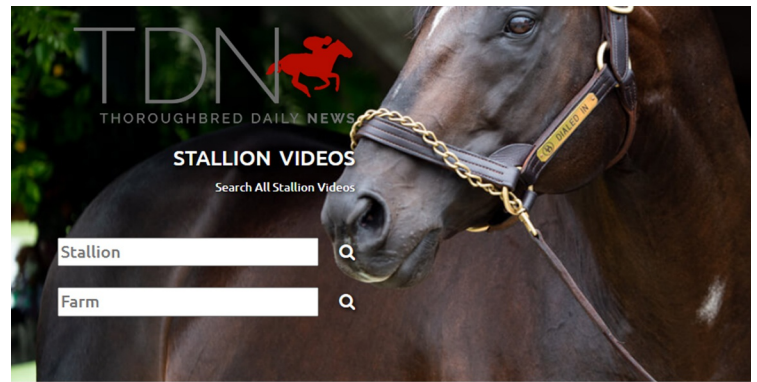 TDN
THOROUGHBRED DAILY NEWS
STALLION VIDEOS
Search All Stallion Videos
Stallion
Farm
DIALED IN